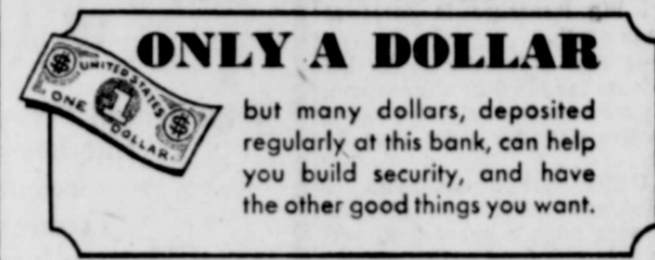 ONLY A DOLLAR
UNITED STATES
$
1
$
ONE DOLLAR
but many dollars, deposited
regularly at this bank, can help
you build security, and have
the other good things you want.